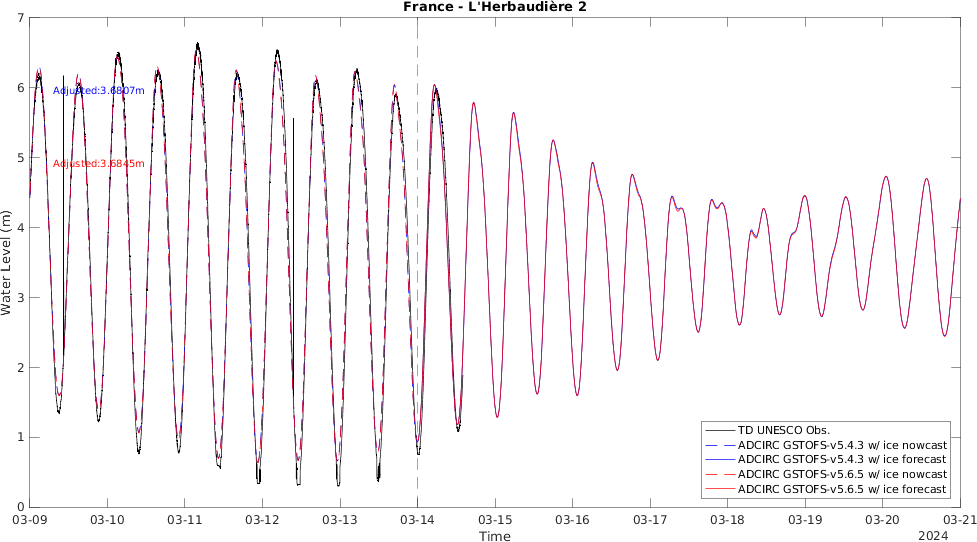 France - L'Herbaudière 2
7
6
5
4
3
2
1
0
Water Level (m)
Adjusted:3.6807m
Adjusted:3.6845m
TD UNESCO Obs.
ADCIRC GSTOFS-v5.4.3 w/ ice nowcast
ADCIRC GSTOFS-v5.4.3 w/ ice forecast
ADCIRC GSTOFS-v5.6.5 w/ ice nowcast
ADCIRC GSTOFS-v5.6.5 w/ ice forecast
03-09 03-10 03-11 03-12 03-13 03-14 03-15 03-16 03-17 03-18 03-19 03-20 03-21
Time
2024